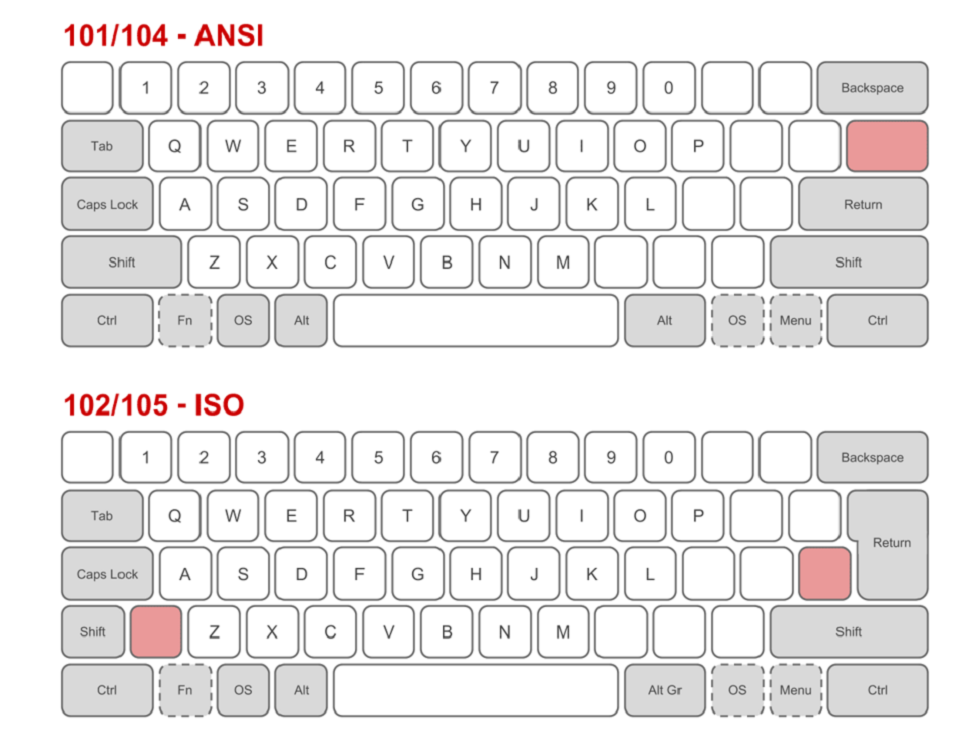 101/104 - ANSI
1 2 3 4 5 6 7 8 9 0 Backspace
Tab Q W E R T Y U I O P
Caps Lock A S D F G H J K L Return
Shift Z X C V B N M Shift
Ctrl Fn OS Alt Alt OS Menu Ctrl
102/105 - ISO
1 2 3 4 5 6 7 8 9 0 Backspace
Tab Q W E R T Y U I O P Return
Caps Lock A S D F G H J K L
Shift Z X C V B N M Shift
Ctrl Fn OS Alt Alt Gr OS Menu Ctrl